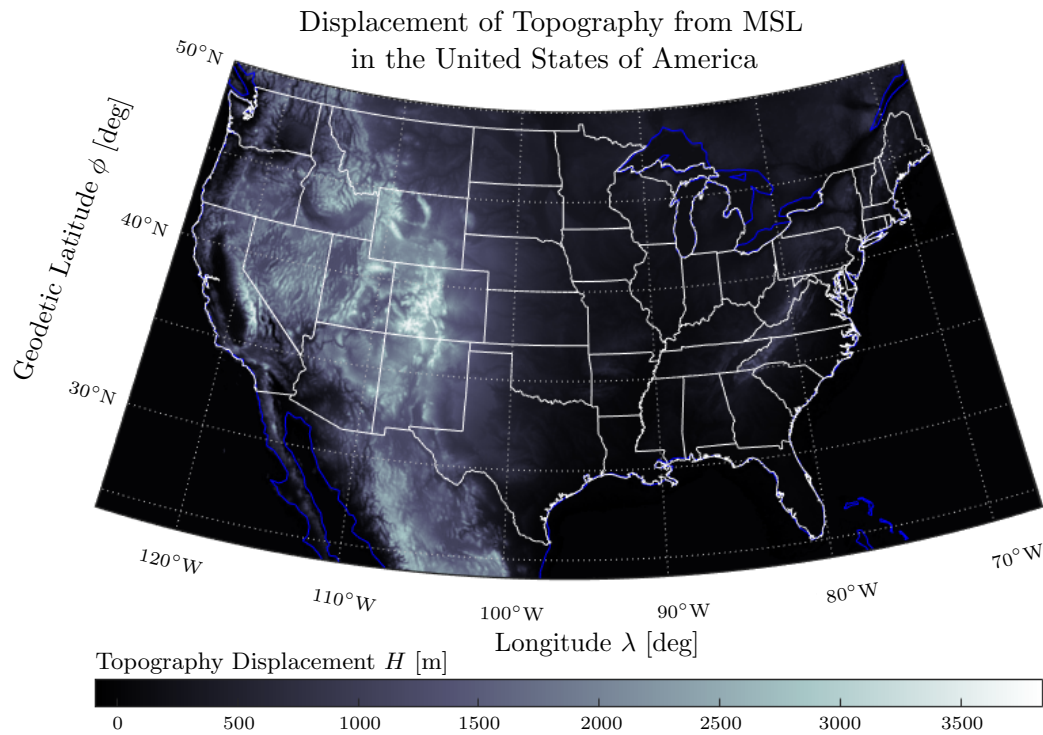 Displacement of Topography from MSL
in the United States of America
50°N
40°N
30°N
Geodetic Latitude ϕ [deg]
120°W
110°W
100°W
90°W
80°W
70°W
Longitude λ [deg]
Topography Displacement H [m]
0 500 1000 1500 2000 2500 3000 3500